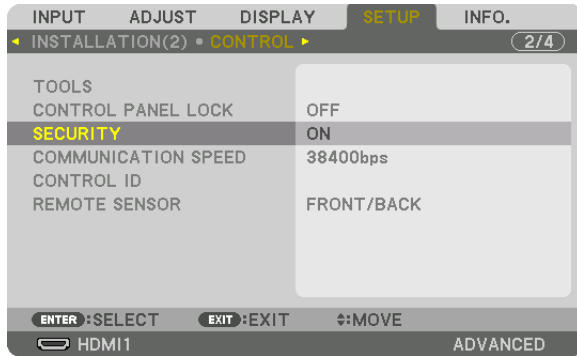 INPUT ADJUST DISPLAY SETUP INFO.
INSTALLATION(2) • CONTROL 2/4
TOOLS
CONTROL PANEL LOCK OFF
SECURITY ON
COMMUNICATION SPEED 38400bps
CONTROL ID
REMOTE SENSOR FRONT/BACK
ENTER :SELECT EXIT :EXIT :MOVE
HDMI1 ADVANCED